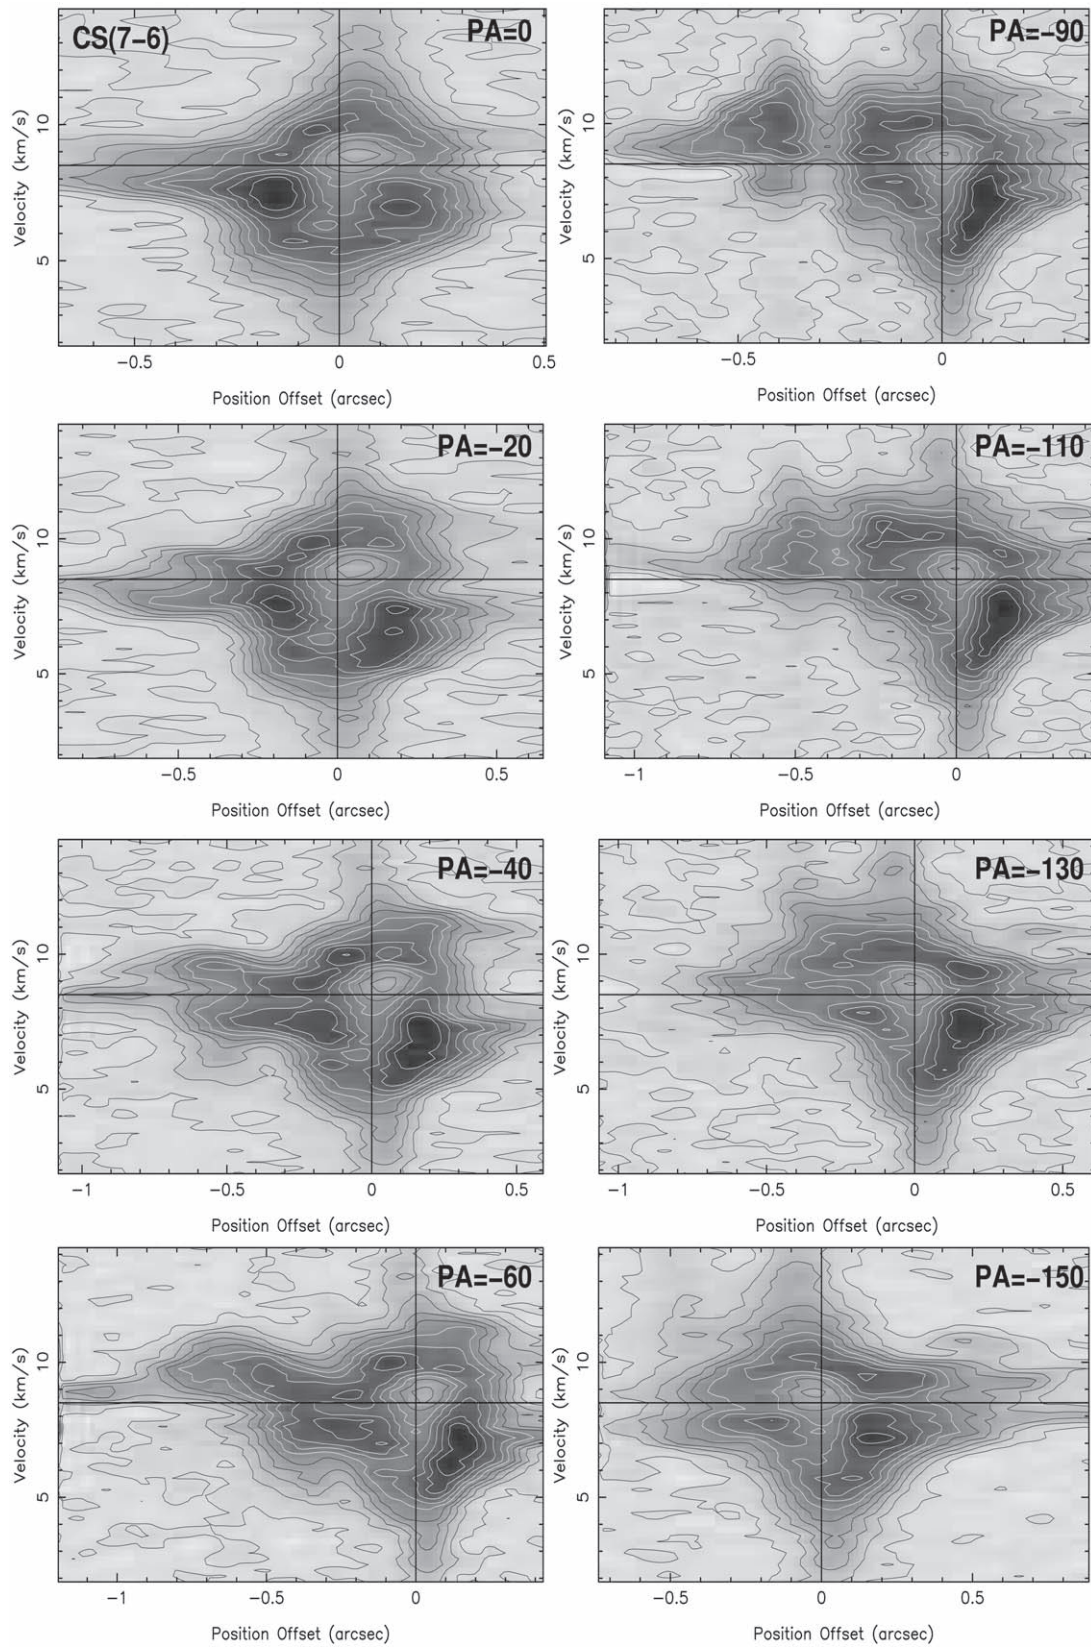 CS(7-6) PA=0
Velocity (km/s)
10
5
-0.5 0 0.5
Position Offset (arcsec)
PA=-90
Velocity (km/s)
10
5
-0.5 0
Position Offset (arcsec)
PA=-20
Velocity (km/s)
10
5
-0.5 0 0.5
Position Offset (arcsec)
PA=-110
Velocity (km/s)
10
5
-1 -0.5 0
Position Offset (arcsec)
PA=-40
Velocity (km/s)
10
5
-1 -0.5 0 0.5
Position Offset (arcsec)
PA=-130
Velocity (km/s)
10
5
-1 -0.5 0 0.5
Position Offset (arcsec)
PA=-60
Velocity (km/s)
10
5
-1 -0.5 0
Position Offset (arcsec)
PA=-150
Velocity (km/s)
10
5
-0.5 0 0.5
Position Offset (arcsec)